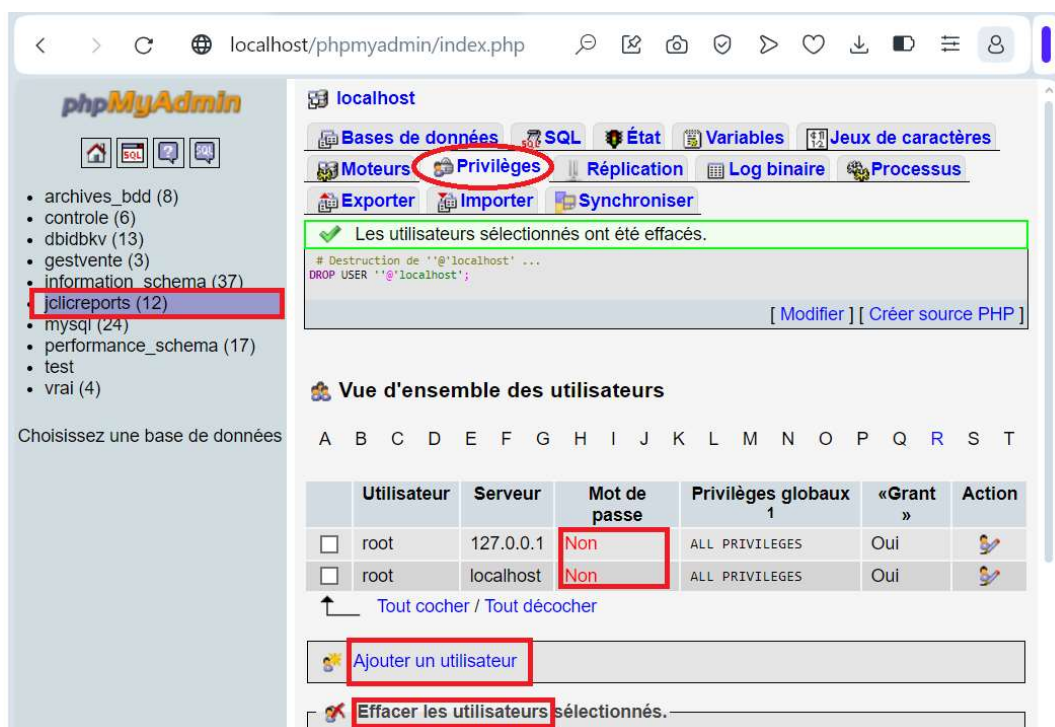 localhost/phpmyadmin/index.php
phpMyAdmin
SQL
archives_bdd (8)
controle (6)
dbidbkv (13)
gestvente (3)
information_schema (37)
jclicreports (12)
mysql (24)
performance_schema (17)
test
vrai (4)
Choisissez une base de données
localhost
Bases de données SQL État Variables Jeux de caractères
Moteurs Privilèges Réplication Log binaire Processus
Exporter Importer Synchroniser
Les utilisateurs sélectionnés ont été effacés.
# Destruction de ''@'localhost' ...
DROP USER ''@'localhost';
[ Modifier ] [ Créer source PHP ]
Vue d'ensemble des utilisateurs
A B C D E F G H I J K L M N O P Q R S T
Utilisateur Serveur Mot de passe Privilèges globaux 1 «Grant » Action
root 127.0.0.1 Non ALL PRIVILEGES Oui
root localhost Non ALL PRIVILEGES Oui
Tout cocher / Tout décocher
Ajouter un utilisateur
Effacer les utilisateurs sélectionnés.